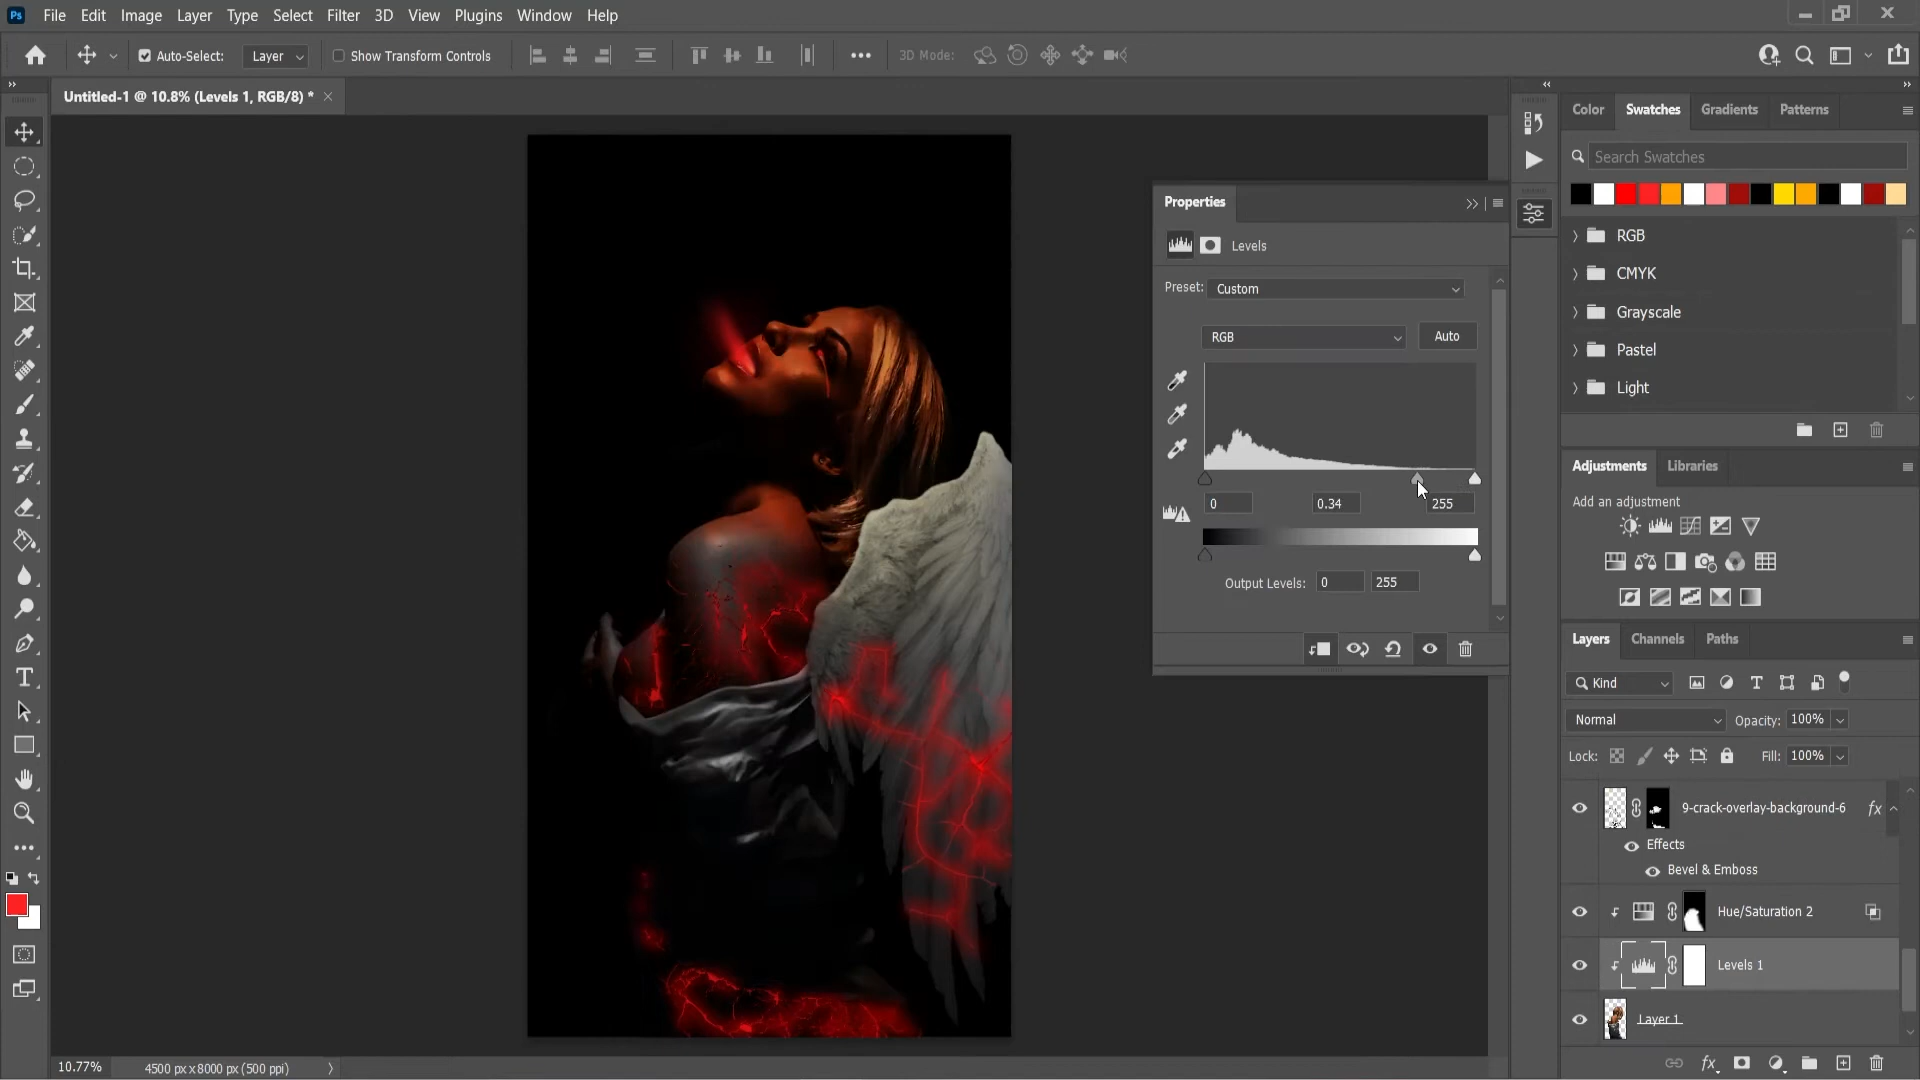 Ps File Edit Image Layer Type Select Filter 3D View Plugins Window Help
Auto-Select: Layer Show Transform Controls 3D Mode:
Untitled-1 @ 10.8% (Levels 1, RGB/8) *
Color Swatches Gradients Patterns
Search Swatches
RGB
CMYK
Grayscale
Pastel
Light
Properties
Levels
Preset: Custom
RGB Auto
0 0.34 255
Output Levels: 0 255
Adjustments Libraries
Add an adjustment
Layers Channels Paths
Kind
Normal Opacity: 100%
Lock: Fill: 100%
9-crack-overlay-background-6 fx
Effects
Bevel & Emboss
Hue/Saturation 2
Levels 1
Layer 1
fx
10.77% 4500 px x 8000 px (500 ppi)